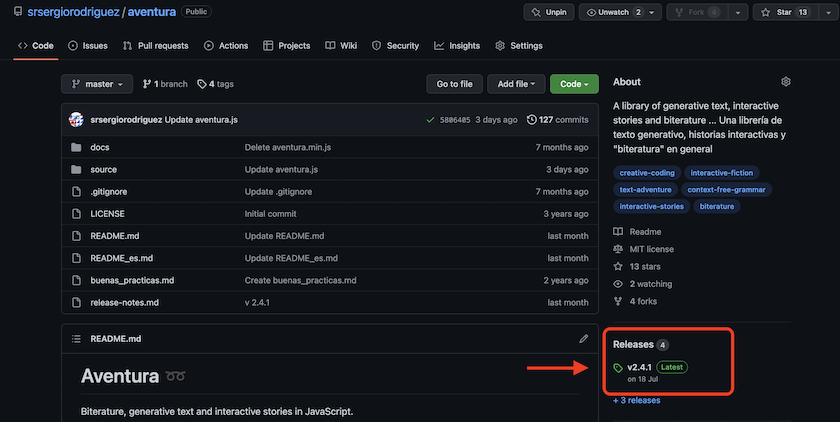 srsergiorodriguez / aventura Public
Unpin Unwatch 2 Fork 4 Star 13
Code Issues Pull requests Actions Projects Wiki Security Insights Settings
master 1 branch 4 tags Go to file Add file Code
srsergiorodriguez Update aventura.js 5806405 3 days ago 127 commits
docs Delete aventura.min.js 7 months ago
source Update aventura.js 3 days ago
.gitignore Update .gitignore 7 months ago
LICENSE Initial commit 3 years ago
README.md Update README.md last month
README_es.md Update README_es.md last month
buenas_practicas.md Create buenas_practicas.md 2 years ago
release-notes.md v 2.4.1 last month
README.md
Aventura
Biterature, generative text and interactive stories in JavaScript.
About
A library of generative text, interactive
stories and biterature ... Una librería de
texto generativo, historias interactivas y
"biteratura" en general
creative-coding interactive-fiction
text-adventure context-free-grammar
interactive-stories biterature
Readme
MIT license
13 stars
2 watching
4 forks
Releases 4
v2.4.1 Latest
on 18 Jul
+ 3 releases